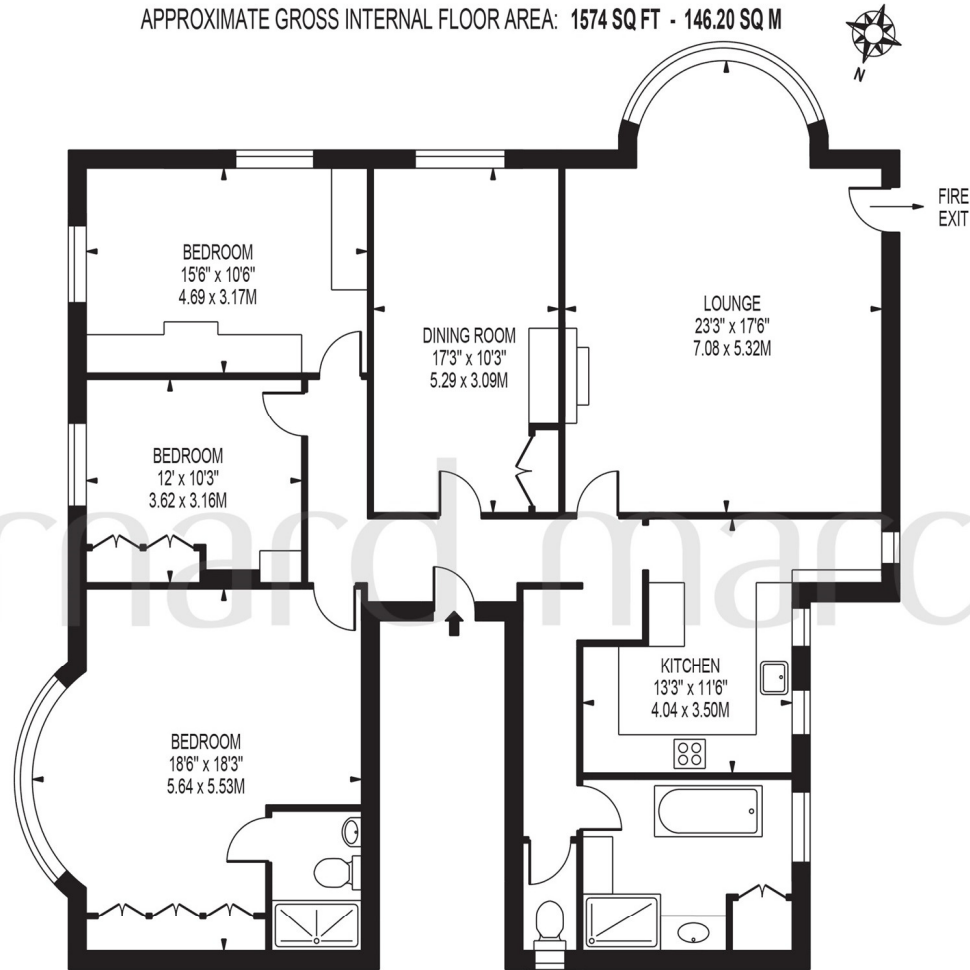 APPROXIMATE GROSS INTERNAL FLOOR AREA: 1574 SQ FT - 146.20 SQ M
N
FIRE
EXIT
BEDROOM
15'6" x 10'6"
4.69 x 3.17M
LOUNGE
23'3" x 17'6"
7.08 x 5.32M
DINING ROOM
17'3" x 10'3"
5.29 x 3.09M
BEDROOM
12' x 10'3"
3.62 x 3.16M
rnard marc
KITCHEN
13'3" x 11'6"
4.04 x 3.50M
BEDROOM
18'6" x 18'3"
5.64 x 5.53M